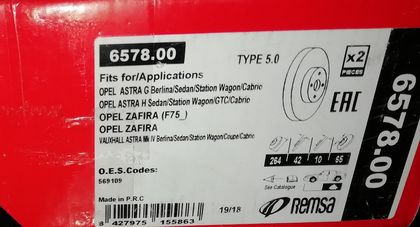 6578.00
TYPE 5.0
x2
PIECES
Fits for/Applications
OPEL ASTRA G Berlina/Sedan/Station Wagon/Cabrio
OPEL ASTRA H Sedan/Station Wagon/GTC/Cabrio
OPEL ZAFIRA (F75_)
OPEL ZAFIRA
VAUXHALL ASTRA Mk IV Berlina/Sedan/Station Wagon/Coupe/Cabrio
EAC
264 42 10 65
O.E.S.Codes:
569109
See Catalogue
Made in P.R.C
8 427975 155863
19/18
REMSA
6578.00